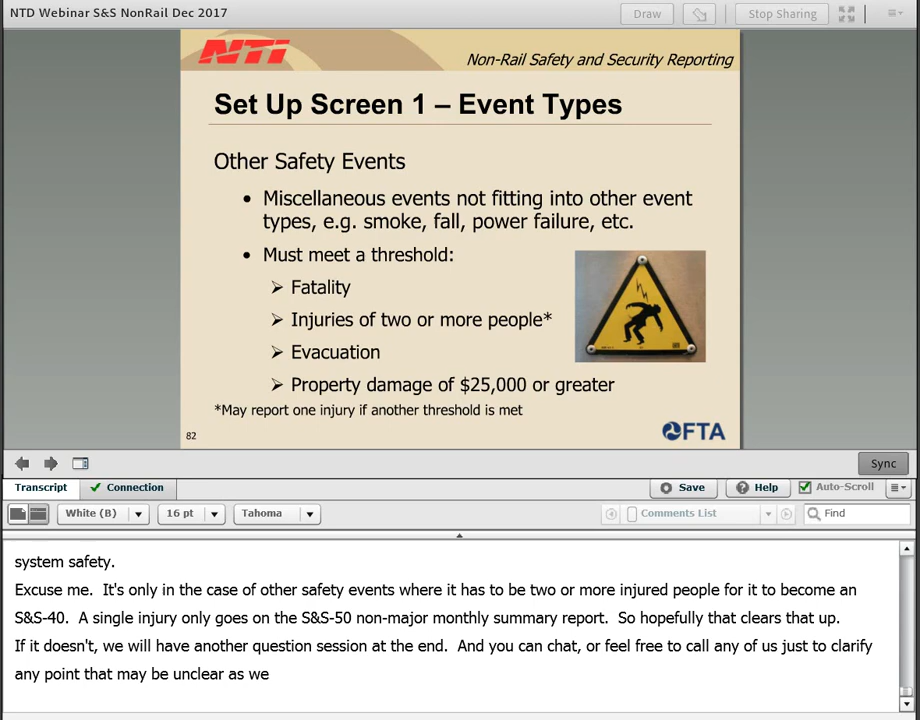 NTD Webinar S&S NonRail Dec 2017
Draw
Stop Sharing
NTI
Non-Rail Safety and Security Reporting
Set Up Screen 1 – Event Types
Other Safety Events
• Miscellaneous events not fitting into other event
types, e.g. smoke, fall, power failure, etc.
• Must meet a threshold:
➢ Fatality
➢ Injuries of two or more people*
➢ Evacuation
➢ Property damage of $25,000 or greater
*May report one injury if another threshold is met
82
FTA
Sync
Transcript
Connection
Save
Help
Auto-Scroll
White (B)
16 pt
Tahoma
Comments List
Find
system safety.
Excuse me.  It's only in the case of other safety events where it has to be two or more injured people for it to become an
S&S-40.  A single injury only goes on the S&S-50 non-major monthly summary report.  So hopefully that clears that up.
If it doesn't, we will have another question session at the end.  And you can chat, or feel free to call any of us just to clarify
any point that may be unclear as we